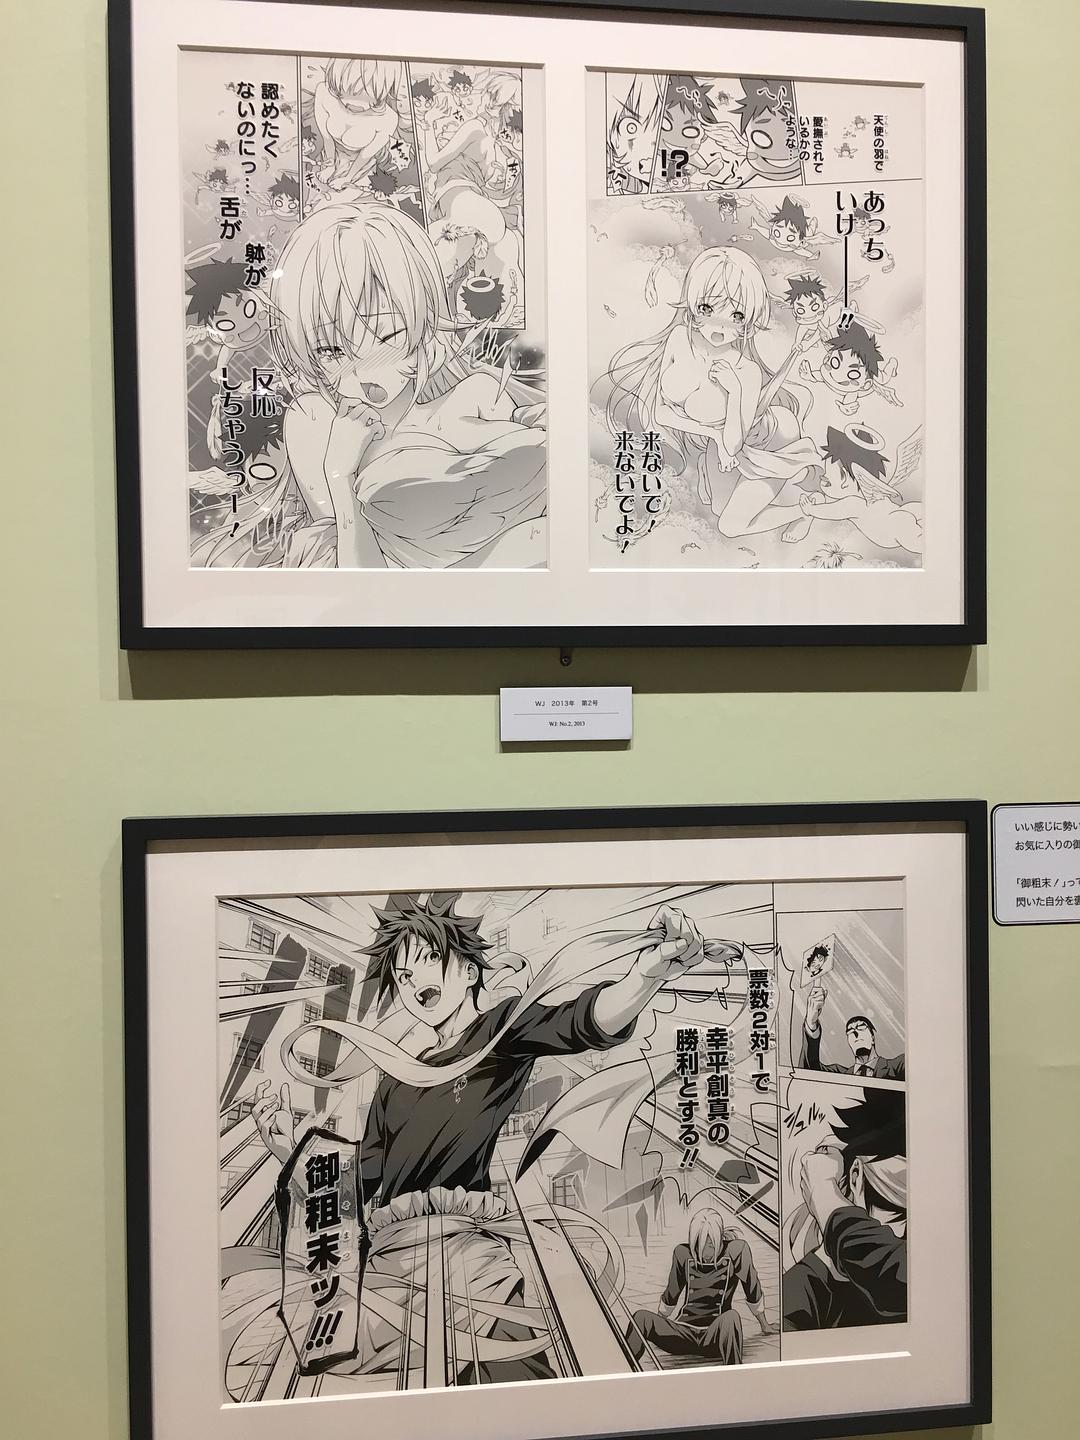 天使の羽で
愛撫されて
いるかの
ような…
!?
あっち
いけ――!!
来ないで!
来ないでよ!
認めたく
ないのにっ…
舌が
躰が
反応
しちゃうっー!
WJ 2013年 第2号
WJ: No.2, 2013
票数2対1で
幸平創真の
勝利とする!!
シュルッ
御粗末ッ!!!
いい感じに勢い
お気に入りの御
「御粗末!」って
閃いた自分を